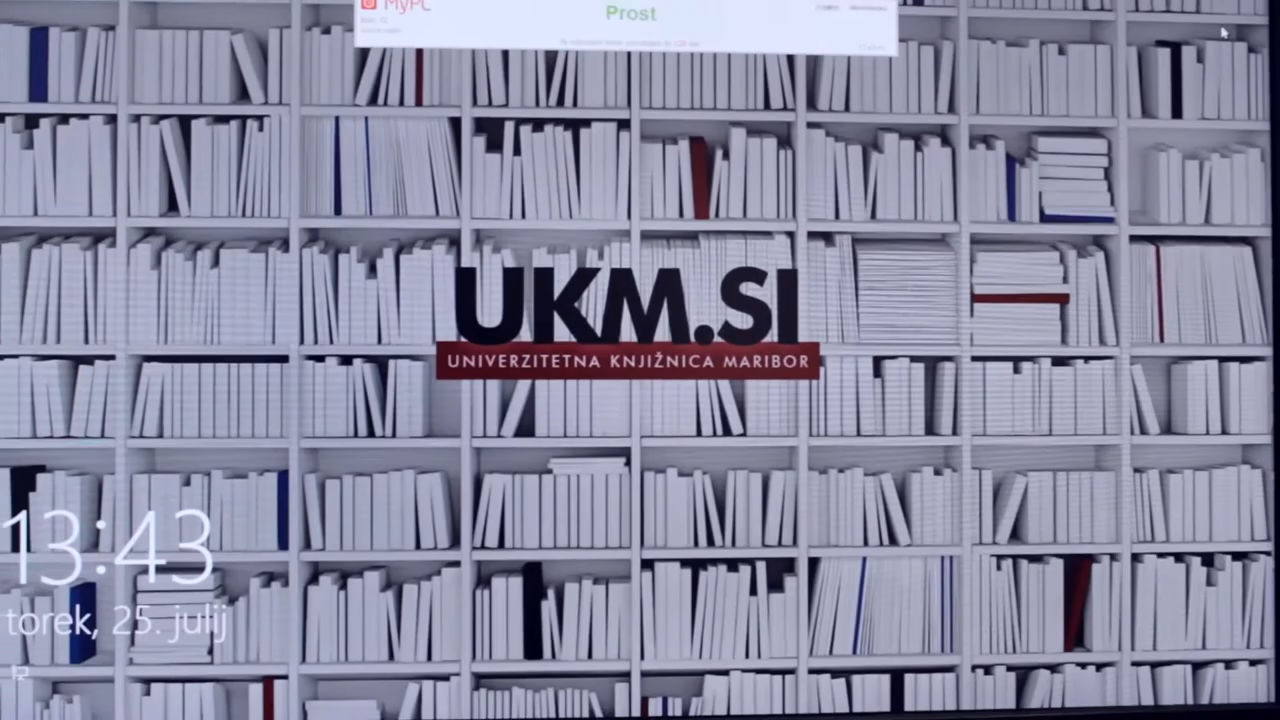 MyPC
Prost
UKM.SI
UNIVERZITETNA KNJIŽNICA MARIBOR
13:43
torek, 25. julij